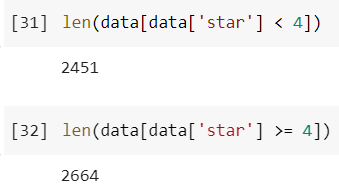 [31] len(data[data['star'] < 4])
2451
[32] len(data[data['star'] >= 4])
2664